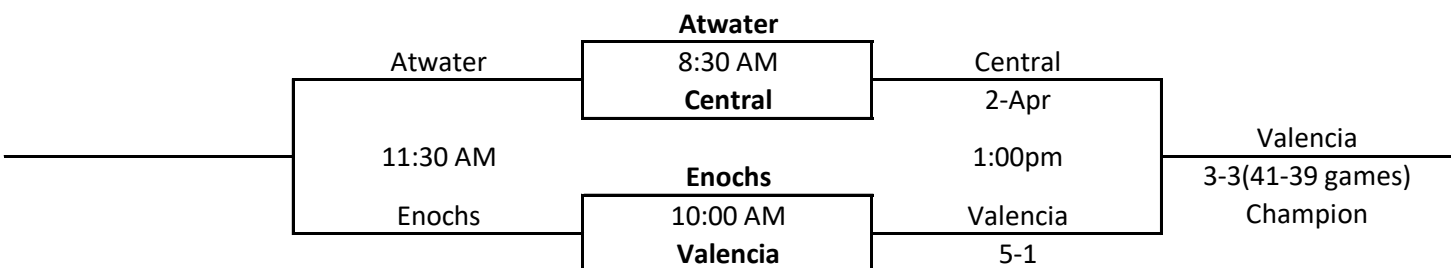 Atwater
Atwater 8:30 AM Central
Central 2-Apr
Valencia
11:30 AM 1:00pm
Enochs 3-3(41-39 games)
Enochs 10:00 AM Valencia Champion
Valencia 5-1